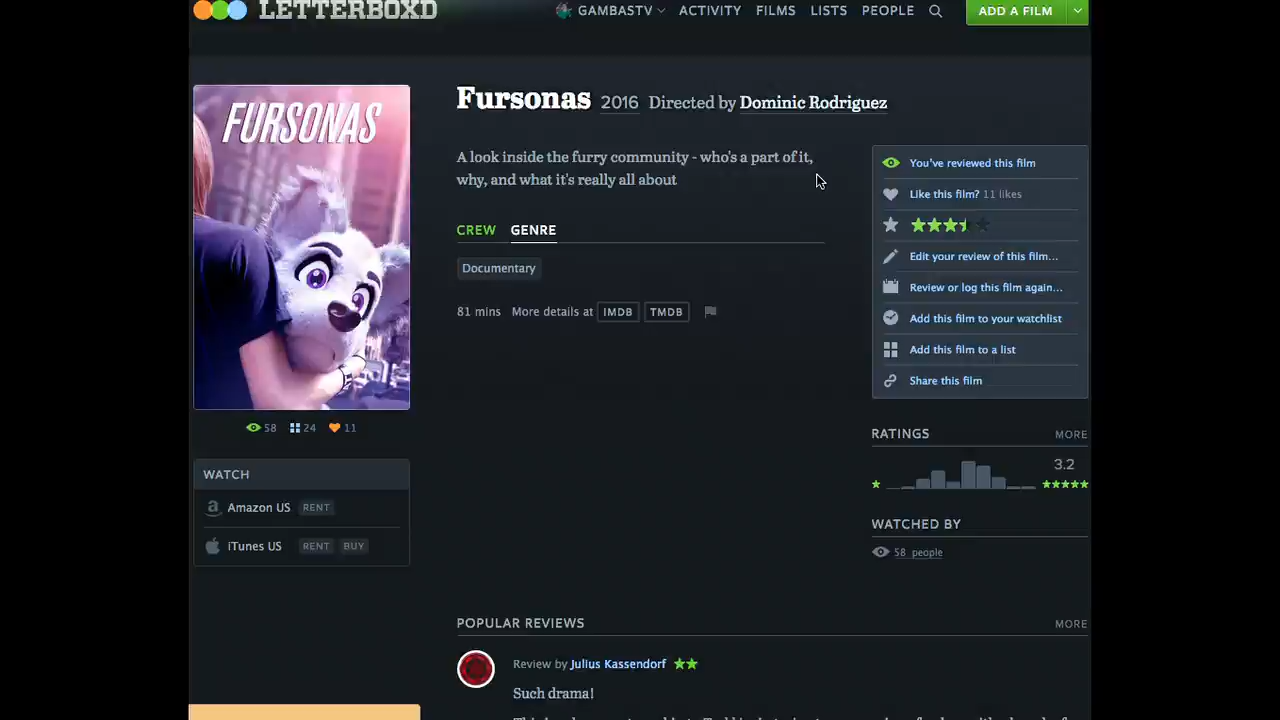 LETTERBOXD
GAMBASTV ACTIVITY FILMS LISTS PEOPLE ADD A FILM
FURSONAS
Fursonas 2016 Directed by Dominic Rodriguez
A look inside the furry community - who's a part of it,
why, and what it's really all about
CREW GENRE
Documentary
81 mins More details at IMDB TMDB
You've reviewed this film
Like this film? 11 likes
Edit your review of this film...
Review or log this film again...
Add this film to your watchlist
Add this film to a list
Share this film
58 24 11
WATCH
Amazon US RENT
iTunes US RENT BUY
RATINGS MORE
3.2
WATCHED BY
58 people
POPULAR REVIEWS MORE
Review by Julius Kassendorf
Such drama!